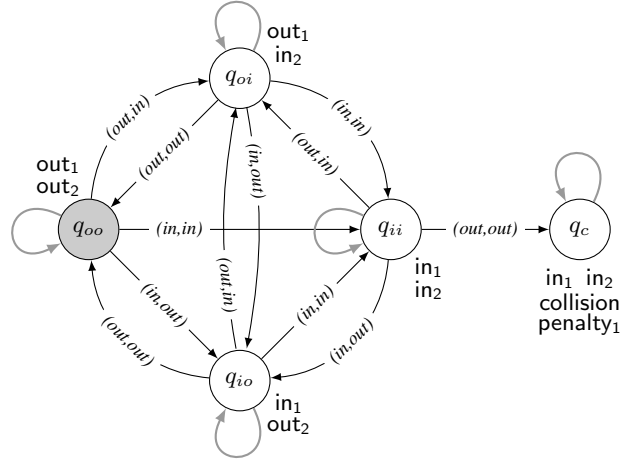 out₁
in₂
q_oi
(out,in)
(in,in)
(out,out)
(in,out)
(out,in)
out₁
out₂
q_oo
(in,in)
q_ii
(out,out)
q_c
in₁
in₂
in₁ in₂
collision
penalty₁
(in,out)
(out,in)
(in,in)
(out,out)
(in,out)
q_io
in₁
out₂